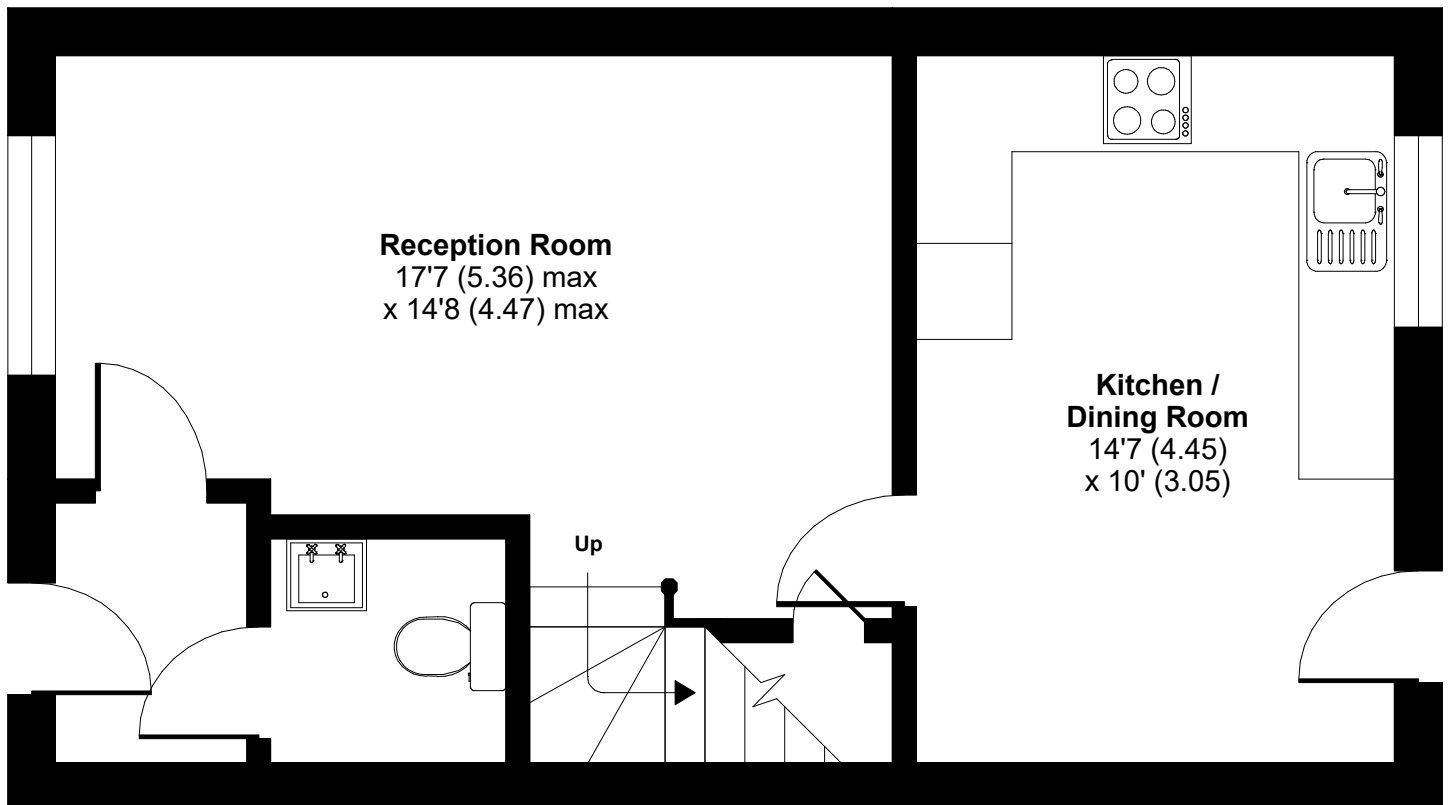 Reception Room
17'7 (5.36) max
x 14'8 (4.47) max
Kitchen /
Dining Room
14'7 (4.45)
x 10' (3.05)
Up